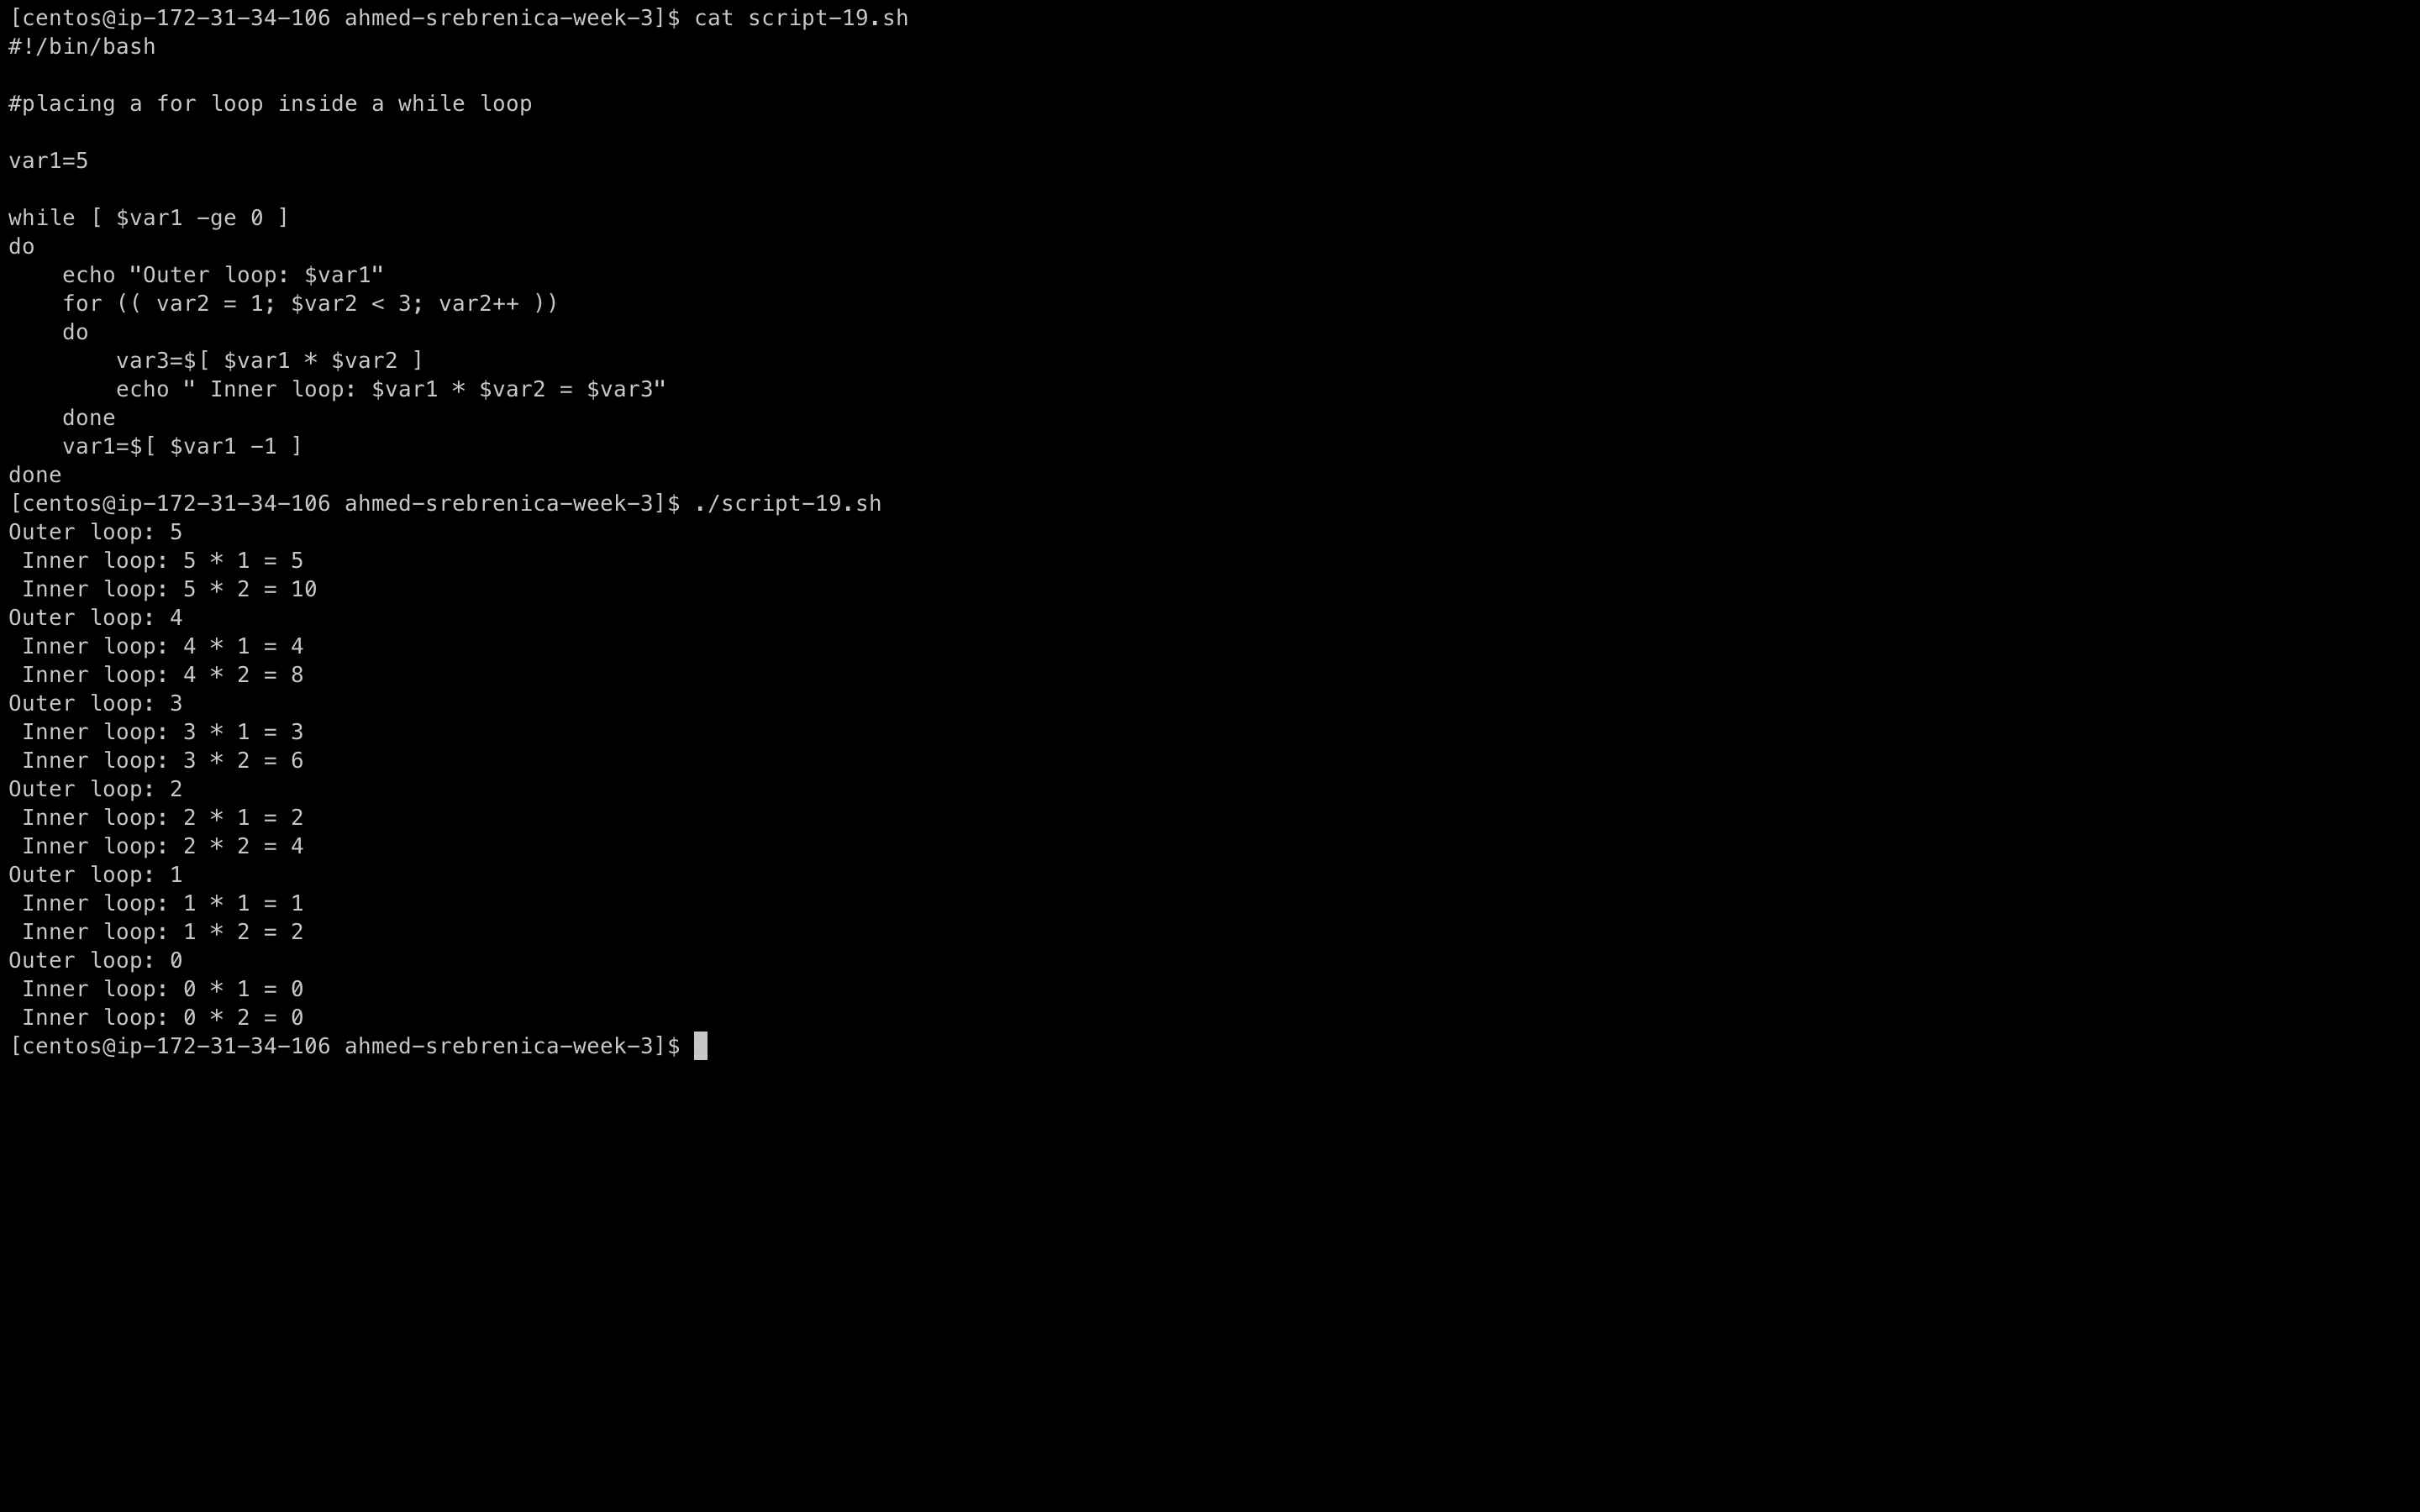 [centos@ip-172-31-34-106 ahmed-srebrenica-week-3]$ cat script-19.sh
#!/bin/bash

#placing a for loop inside a while loop

var1=5

while [ $var1 -ge 0 ]
do
    echo "Outer loop: $var1"
    for (( var2 = 1; $var2 < 3; var2++ ))
    do
        var3=$[ $var1 * $var2 ]
        echo " Inner loop: $var1 * $var2 = $var3"
    done
    var1=$[ $var1 -1 ]
done
[centos@ip-172-31-34-106 ahmed-srebrenica-week-3]$ ./script-19.sh
Outer loop: 5
 Inner loop: 5 * 1 = 5
 Inner loop: 5 * 2 = 10
Outer loop: 4
 Inner loop: 4 * 1 = 4
 Inner loop: 4 * 2 = 8
Outer loop: 3
 Inner loop: 3 * 1 = 3
 Inner loop: 3 * 2 = 6
Outer loop: 2
 Inner loop: 2 * 1 = 2
 Inner loop: 2 * 2 = 4
Outer loop: 1
 Inner loop: 1 * 1 = 1
 Inner loop: 1 * 2 = 2
Outer loop: 0
 Inner loop: 0 * 1 = 0
 Inner loop: 0 * 2 = 0
[centos@ip-172-31-34-106 ahmed-srebrenica-week-3]$